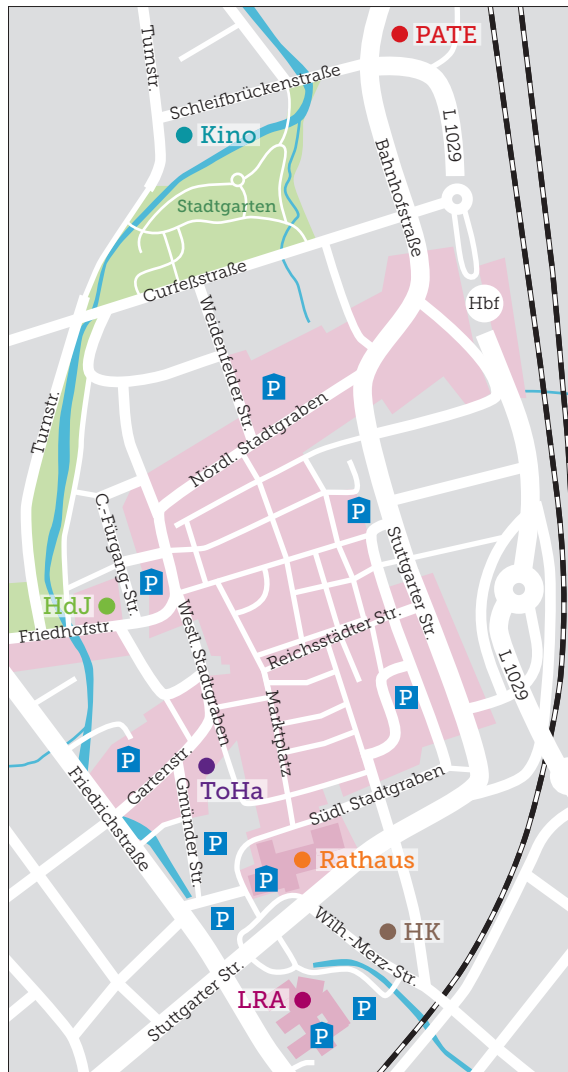 PATE
Turnstr.
Schleifbrückenstraße
Kino
L 1029
Bahnhofstraße
Stadtgarten
Curfeßstraße
Hbf
Weidenfelder Str.
P
Turnstr.
Nördl. Stadtgraben
C.-Fürgang-Str.
P
Stuttgarter Str.
P
HdJ
Friedhofstr.
Westl. Stadtgraben
Reichsstädter Str.
L 1029
Marktplatz
P
P
Gartenstr.
ToHa
Friedrichstraße
Gmünder Str.
Südl. Stadtgraben
P
Rathaus
P
P
HK
Wilh.-Merz-Str.
Stuttgarter Str.
LRA
P
P